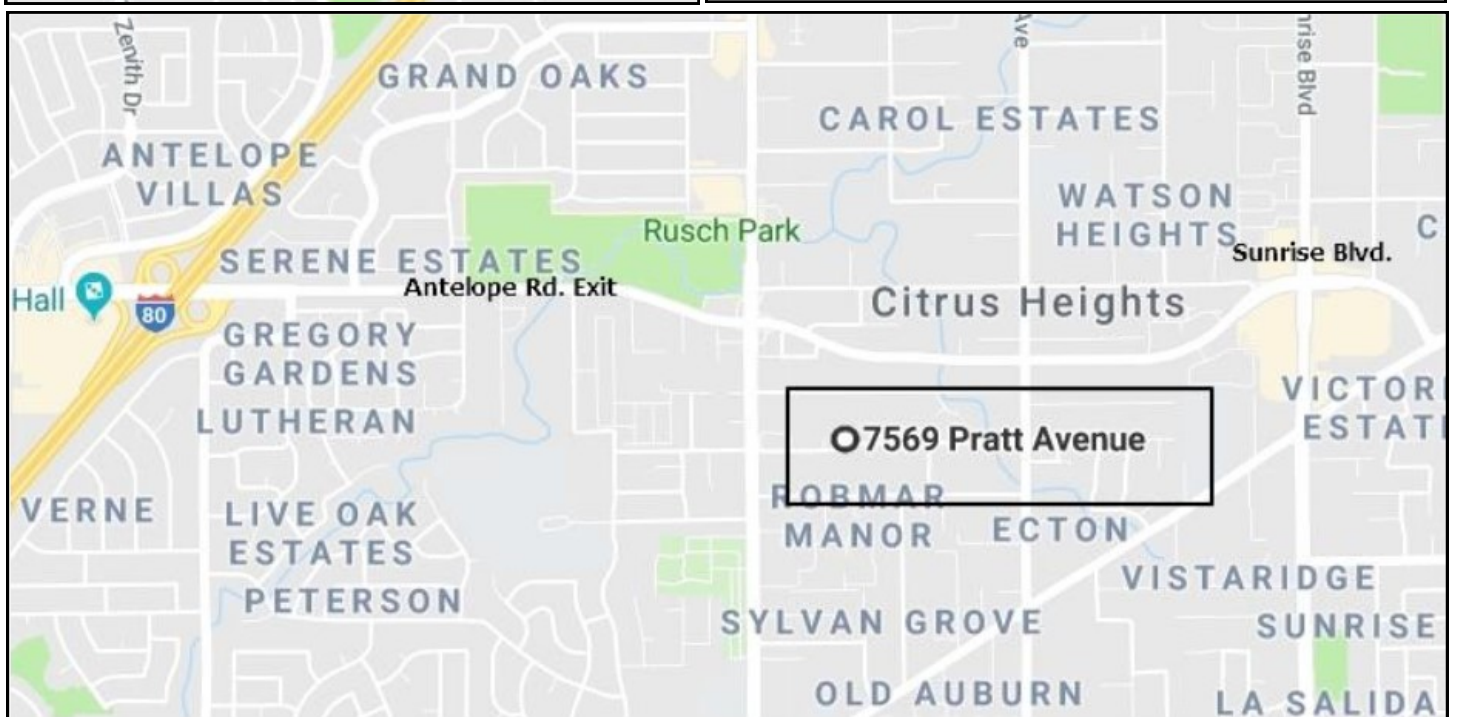 Zenith Dr
GRAND OAKS
Ave
nrise Blvd
CAROL ESTATES
ANTELOPE
VILLAS
WATSON
HEIGHTS
Rusch Park
C
Sunrise Blvd.
SERENE ESTATES
Antelope Rd. Exit
Hall
80
Citrus Heights
GREGORY
GARDENS
VICTORI
ESTATI
LUTHERAN
7569 Pratt Avenue
ROBMAR
MANOR
VERNE
LIVE OAK
ESTATES
ECTON
VISTARIDGE
PETERSON
SYLVAN GROVE
SUNRISE
OLD AUBURN
LA SALIDA